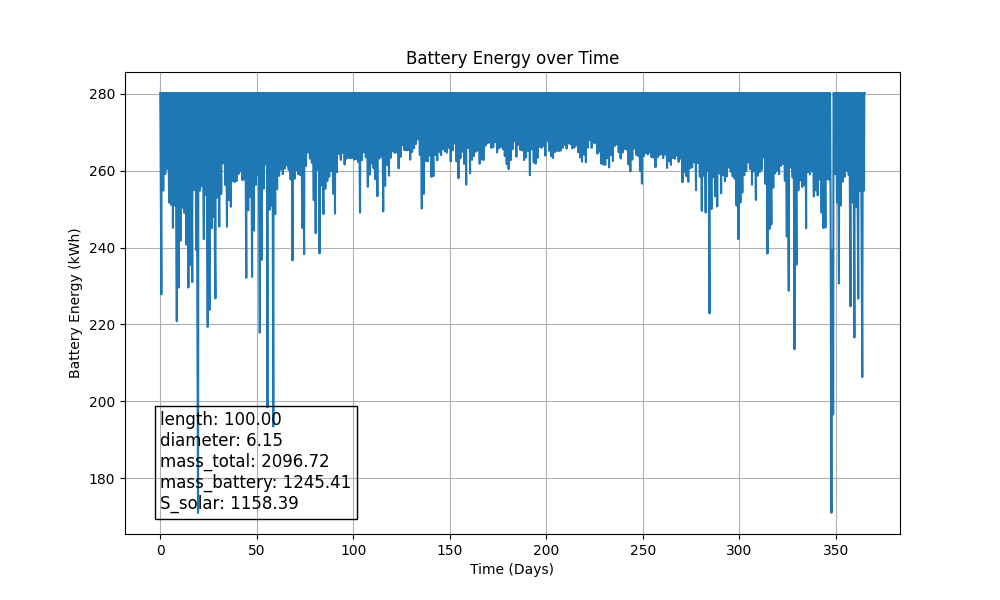 Battery Energy over Time
280
260
240
220
200
180
Battery Energy (kWh)
length: 100.00
diameter: 6.15
mass_total: 2096.72
mass_battery: 1245.41
S_solar: 1158.39
0 50 100 150 200 250 300 350
Time (Days)